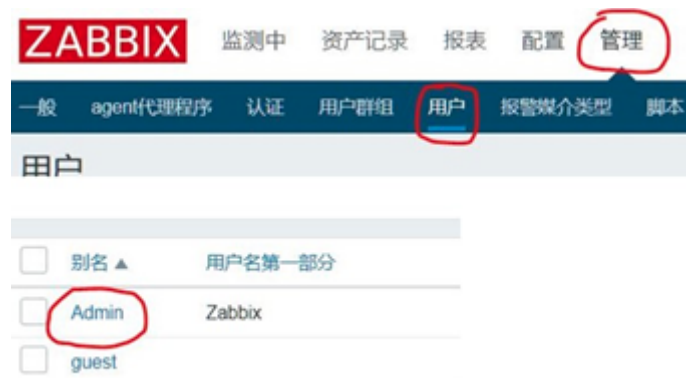 ZABBIX 监测中 资产记录 报表 配置 管理
一般 agent代理程序 认证 用户群组 用户 报警媒介类型 脚本
用户
别名▲ 用户名第一部分
Admin Zabbix
guest